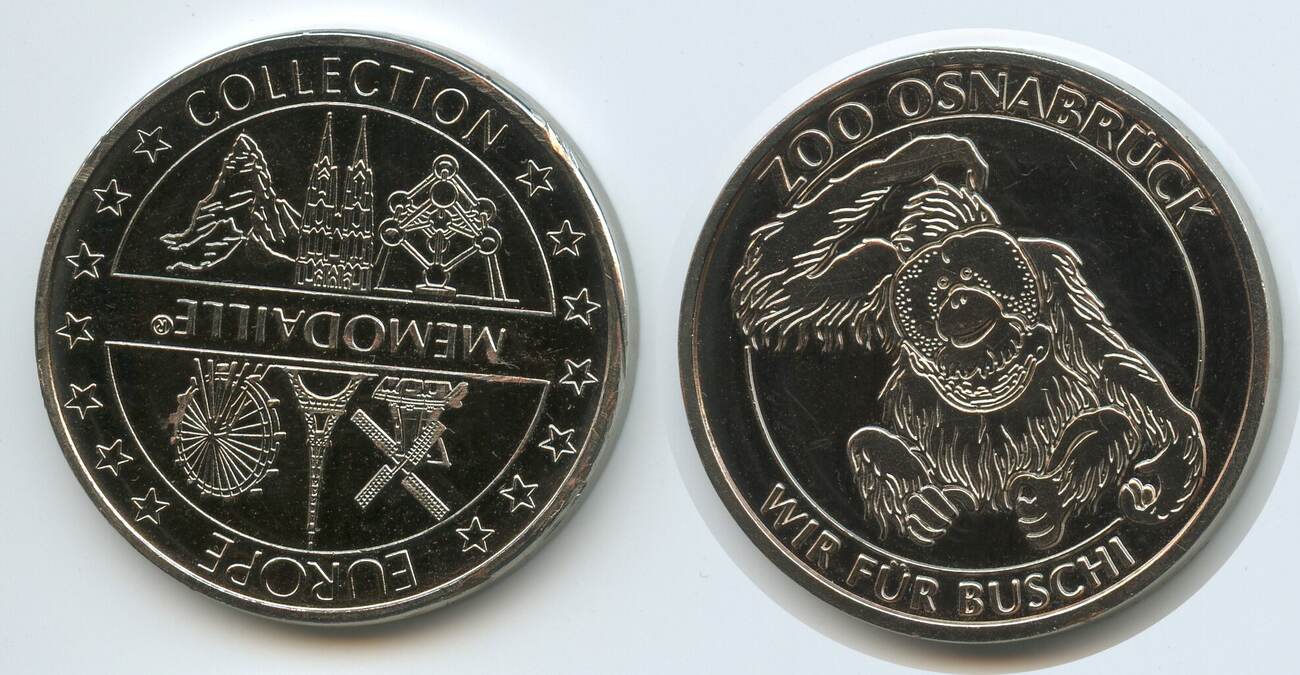 COLLECTION
MEMODAILLE®
EUROPE
ZOO OSNABRÜCK
WIR FÜR BUSCHI